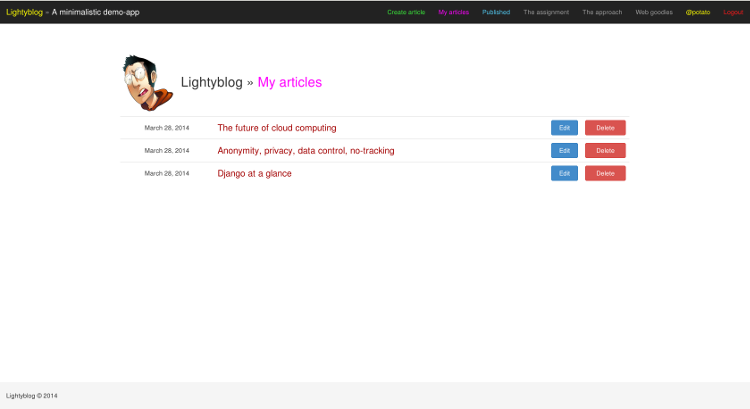 Lightyblog » A minimalistic demo-app Create article My articles Published The assignment The approach Web goodies @potato Logout
Lightyblog » My articles
March 28, 2014 The future of cloud computing Edit Delete
March 28, 2014 Anonymity, privacy, data control, no-tracking Edit Delete
March 28, 2014 Django at a glance Edit Delete
Lightyblog © 2014